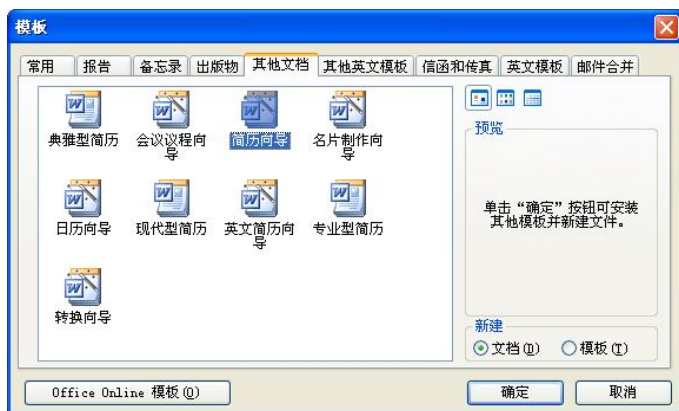 模板
常用 报告 备忘录 出版物 其他文档 其他英文模板 信函和传真 英文模板 邮件合并
典雅型简历 会议议程向导 简历向导 名片制作向导
日历向导 现代型简历 英文简历向导 专业型简历
转换向导
预览
单击“确定”按钮可安装
其他模板并新建文件。
新建
文档(D) 模板(T)
Office Online 模板(O) 确定 取消